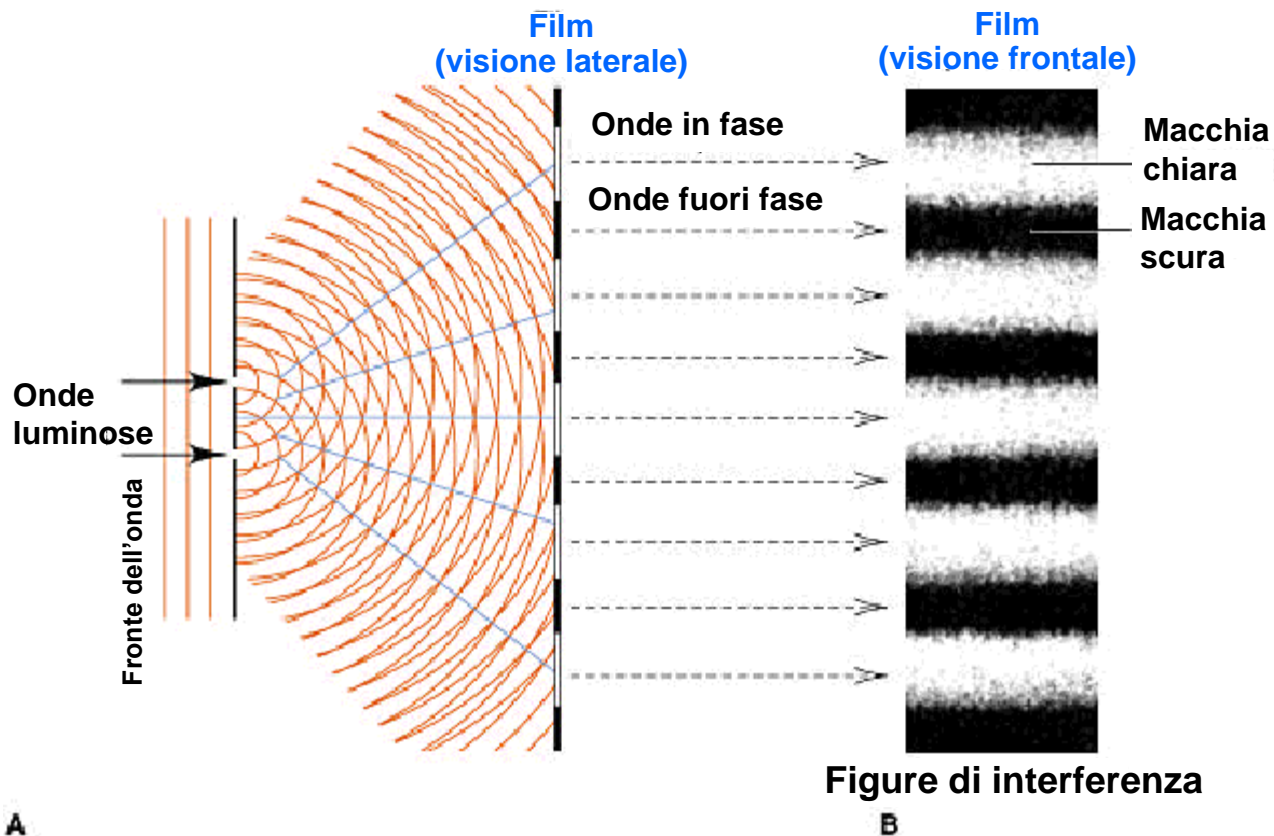 Film
(visione laterale)
Film
(visione frontale)
Onde in fase
Macchia
chiara
Onde fuori fase
Macchia
scura
Onde
luminose
Fronte dell'onda
Figure di interferenza
A
B